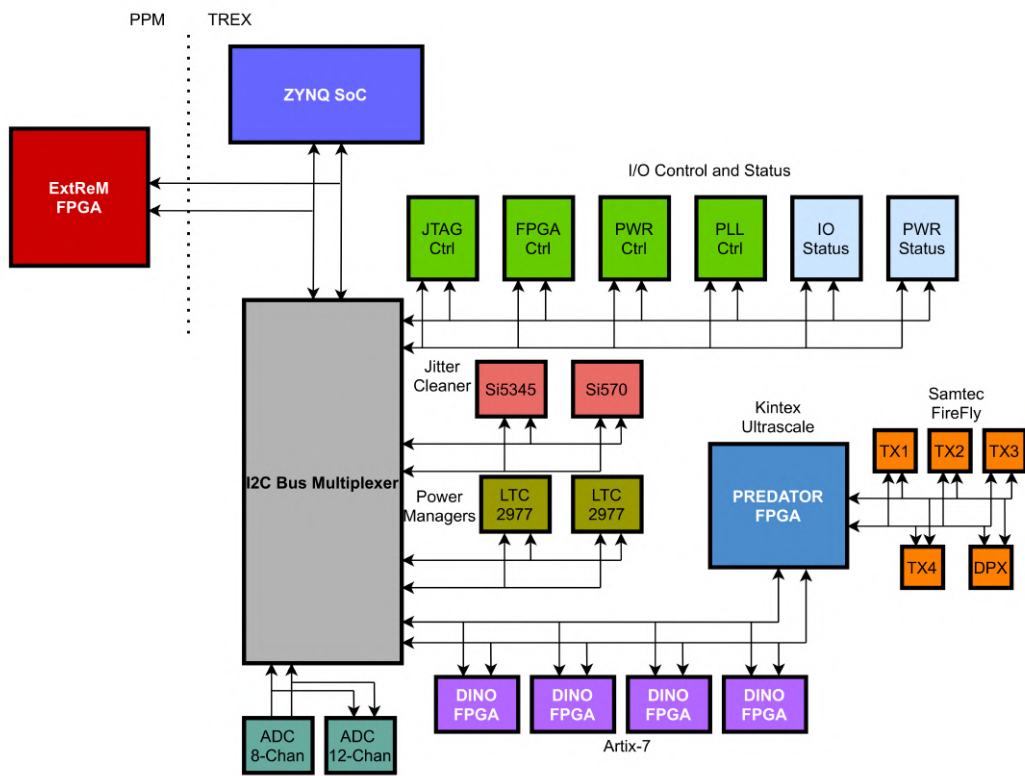 PPM
TREX
ZYNQ SoC
ExtReM
FPGA
I/O Control and Status
JTAG
Ctrl
FPGA
Ctrl
PWR
Ctrl
PLL
Ctrl
IO
Status
PWR
Status
Jitter
Cleaner
Si5345
Si570
Kintex
Ultrascale
Samtec
FireFly
TX1
TX2
TX3
I2C Bus Multiplexer
Power
Managers
LTC
2977
LTC
2977
PREDATOR
FPGA
TX4
DPX
DINO
FPGA
DINO
FPGA
DINO
FPGA
DINO
FPGA
Artix-7
ADC
8-Chan
ADC
12-Chan